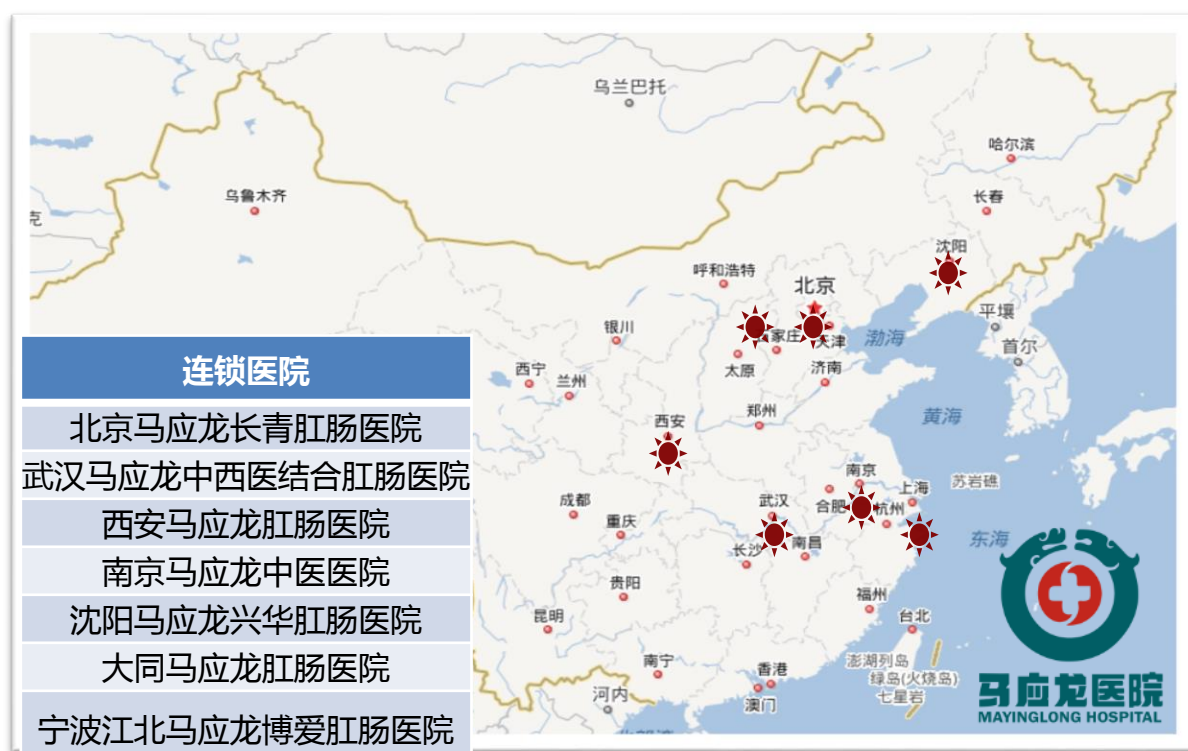 乌兰巴托
哈尔滨
长春
乌鲁木齐
克
沈阳
呼和浩特
北京
平壤
银川
家庄
天津
渤海
首尔
连锁医院
西宁
兰州
太原
济南
北京马应龙长青肛肠医院
西安
郑州
黄海
武汉马应龙中西医结合肛肠医院
南京
苏岩礁
上海
西安马应龙肛肠医院
成都
武汉
合肥
杭州
重庆
东海
南京马应龙中医医院
长沙
南昌
贵阳
福州
沈阳马应龙兴华肛肠医院
昆明
台北
大同马应龙肛肠医院
南宁
香港
澎湖列岛
绿岛(火烧岛)
七星岩
河内
澳门
马应龙医院
MAYINGLONG HOSPITAL
宁波江北马应龙博爱肛肠医院